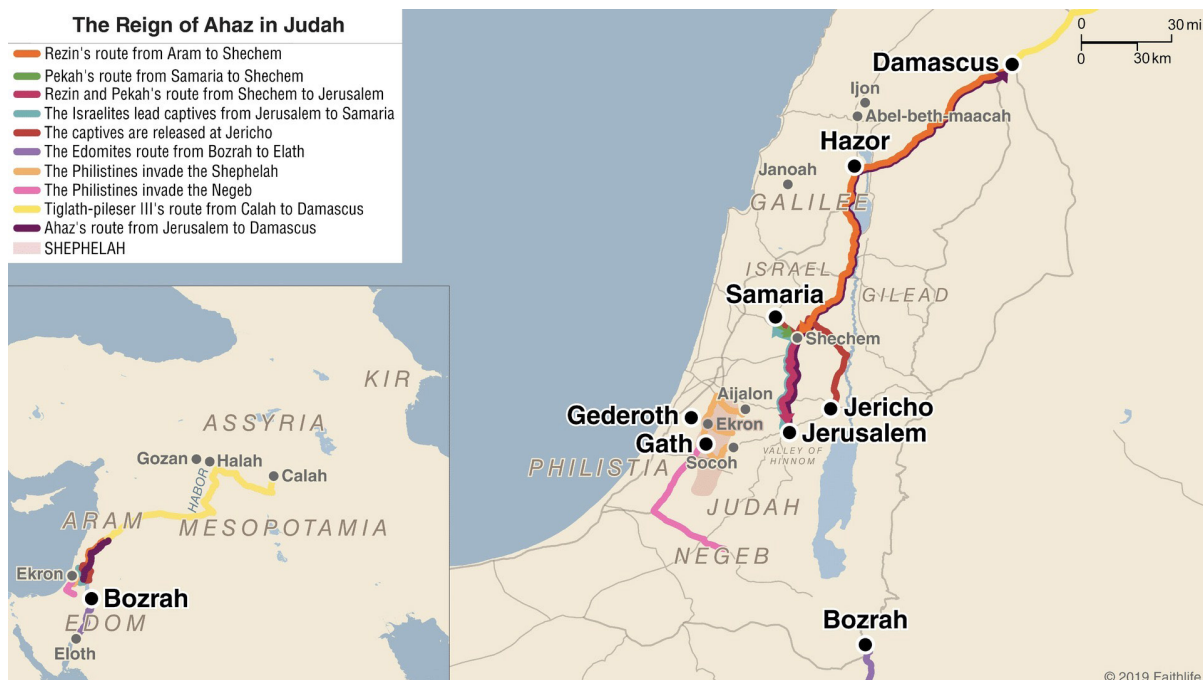 The Reign of Ahaz in Judah
Rezin's route from Aram to Shechem
Pekah's route from Samaria to Shechem
Rezin and Pekah's route from Shechem to Jerusalem
The Israelites lead captives from Jerusalem to Samaria
The captives are released at Jericho
The Edomites route from Bozrah to Elath
The Philistines invade the Shephelah
The Philistines invade the Negeb
Tiglath-pileser III's route from Calah to Damascus
Ahaz's route from Jerusalem to Damascus
SHEPHELAH
0 30 mi
0 30 km
Damascus
Ijon
Abel-beth-maacah
Hazor
Janoah
GALILEE
ISRAEL
GILEAD
Samaria
Shechem
Aijalon
Jericho
Gederoth
Ekron
Jerusalem
Gath
VALLEY OF
HINNOM
Socoh
PHILISTIA
JUDAH
NEGEB
Bozrah
KIR
ASSYRIA
Gozan
Halah
Calah
HABOR
ARAM
MESOPOTAMIA
Ekron
Bozrah
EDOM
Eloth
© 2019 Faithlife